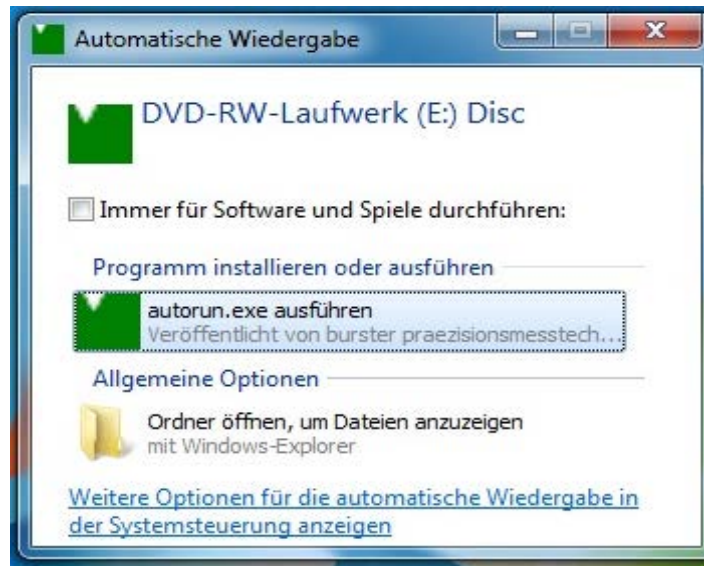 Automatische Wiedergabe
DVD-RW-Laufwerk (E:) Disc
Immer für Software und Spiele durchführen:
Programm installieren oder ausführen
autorun.exe ausführen
Veröffentlicht von burster praezisionsmesstech...
Allgemeine Optionen
Ordner öffnen, um Dateien anzuzeigen
mit Windows-Explorer
Weitere Optionen für die automatische Wiedergabe in
der Systemsteuerung anzeigen